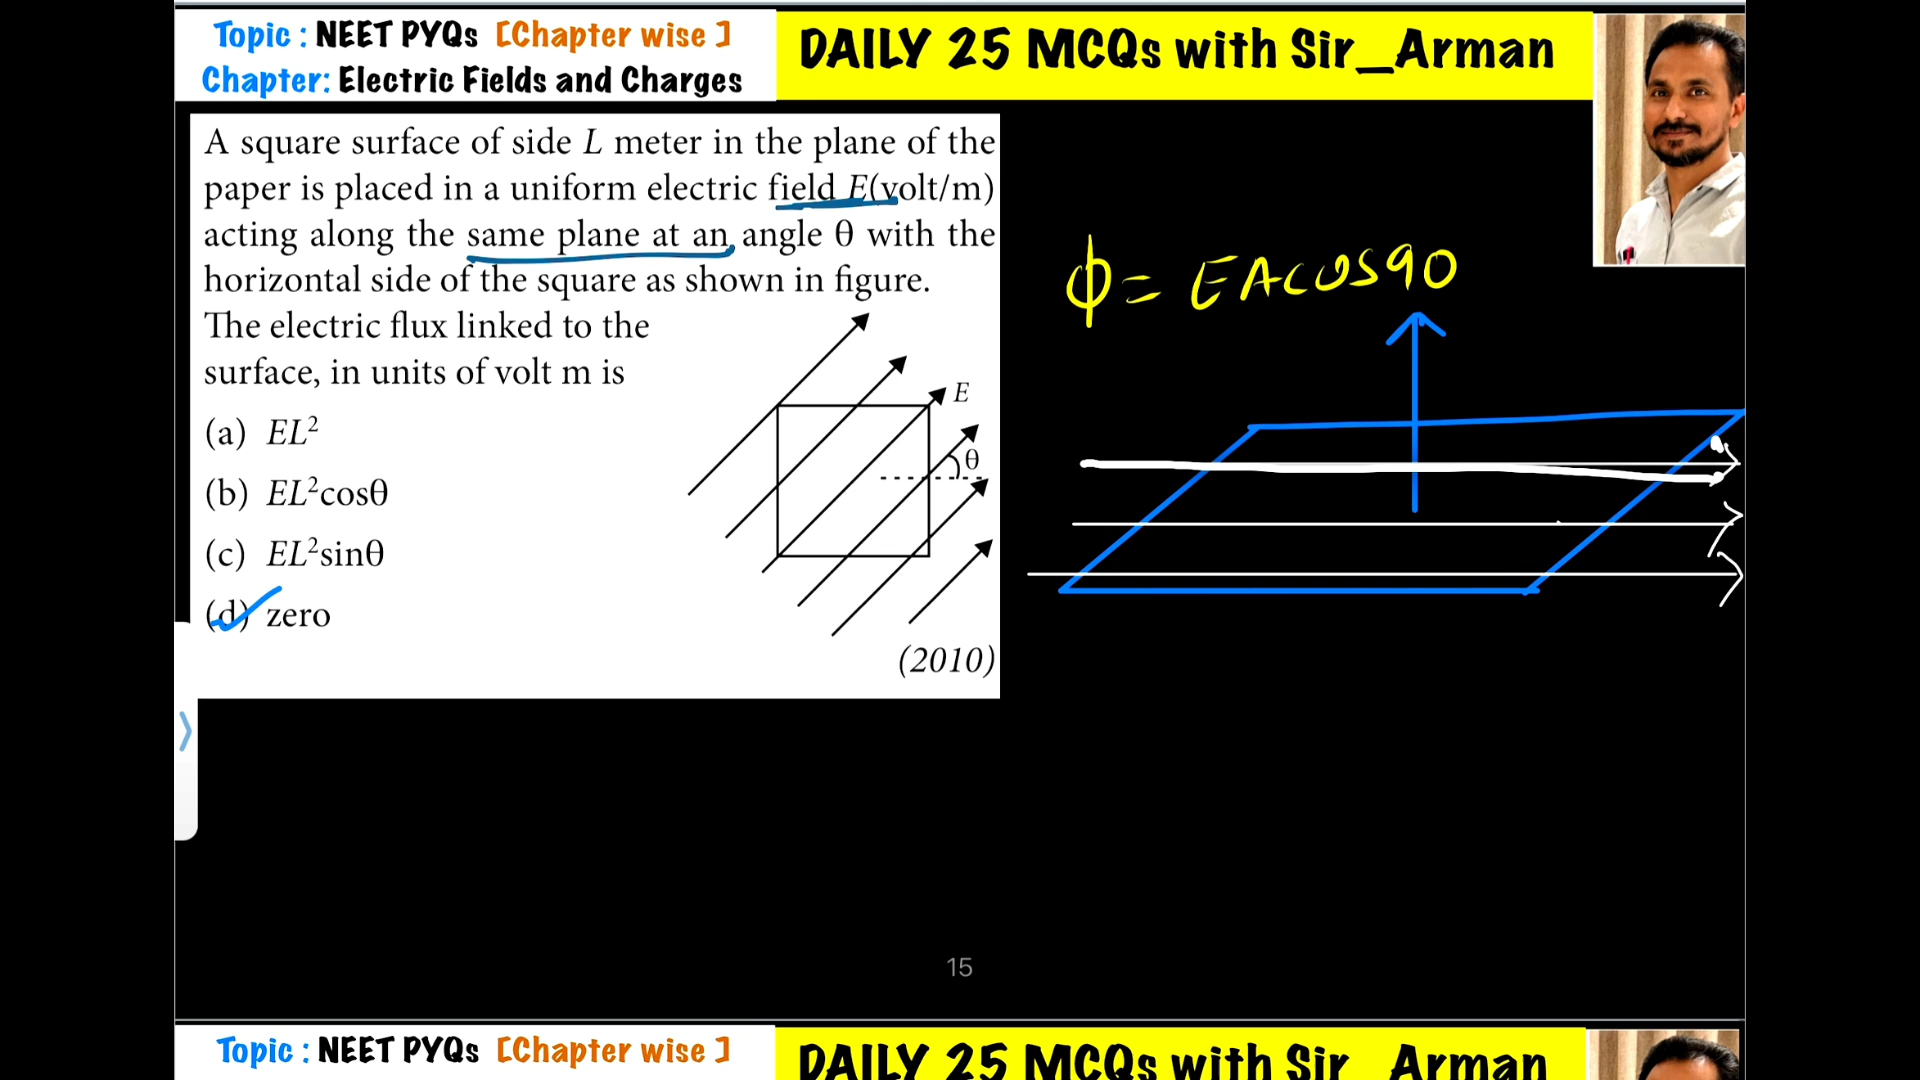 Topic : NEET PYQs [Chapter wise ]
Chapter: Electric Fields and Charges
DAILY 25 MCQs with Sir_Arman
A square surface of side L meter in the plane of the
paper is placed in a uniform electric field E(volt/m)
acting along the same plane at an angle θ with the
horizontal side of the square as shown in figure.
The electric flux linked to the
surface, in units of volt m is
(a) EL²
(b) EL²cosθ
(c) EL²sinθ
(d) zero
E
θ
(2010)
ϕ = EACOS90
15
Topic : NEET PYQs [Chapter wise ]
DAILY 25 MCQs with Sir_Arman